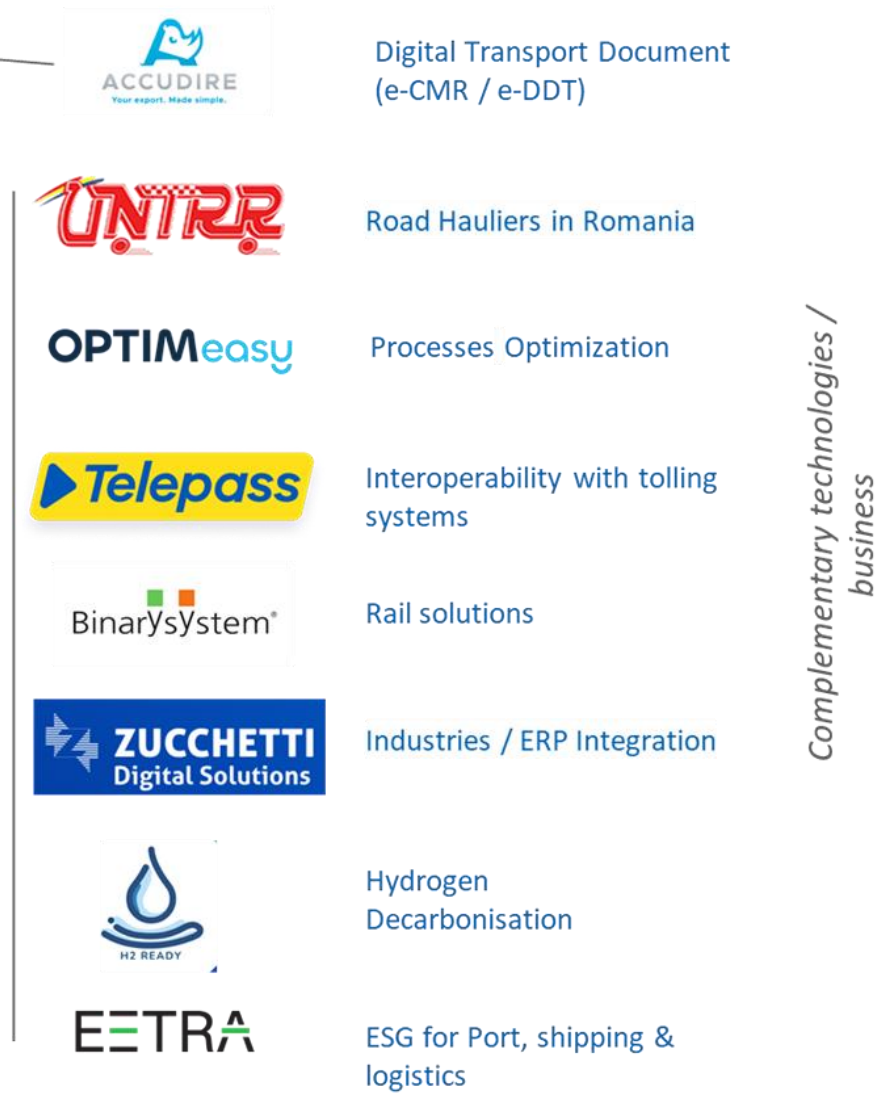 ACCUDIRE
Your export. Made simple.
Digital Transport Document
(e-CMR / e-DDT)
UNTRR
Road Hauliers in Romania
OPTIMeasy
Processes Optimization
Telepass
Interoperability with tolling
systems
Binarysystem®
Rail solutions
ZUCCHETTI
Digital Solutions
Industries / ERP Integration
H2 READY
Hydrogen
Decarbonisation
EETRA
ESG for Port, shipping &
logistics
Complementary technologies /
business